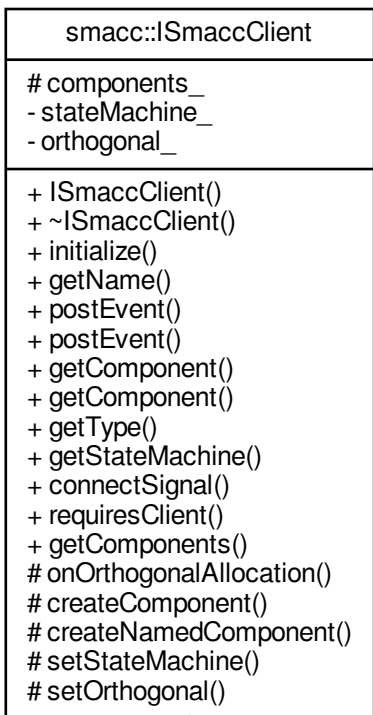 smacc::ISmaccClient
# components_
- stateMachine_
- orthogonal_
+ ISmaccClient()
+ ~ISmaccClient()
+ initialize()
+ getName()
+ postEvent()
+ postEvent()
+ getComponent()
+ getComponent()
+ getType()
+ getStateMachine()
+ connectSignal()
+ requiresClient()
+ getComponents()
# onOrthogonalAllocation()
# createComponent()
# createNamedComponent()
# setStateMachine()
# setOrthogonal()